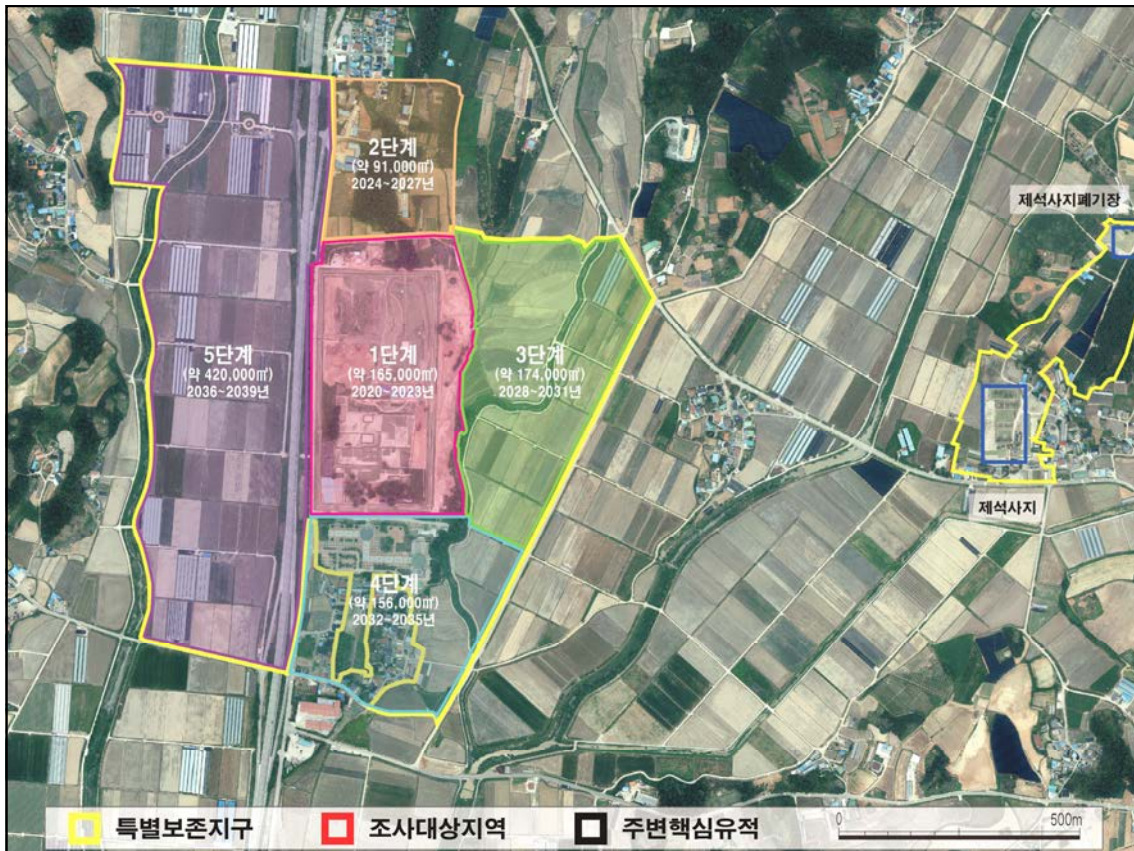 2단계
(약 91,000㎡)
2024~2027년
제석사지폐기장
5단계
(약 420,000㎡)
2036~2039년
1단계
(약 165,000㎡)
2020~2023년
3단계
(약 174,000㎡)
2028~2031년
제석사지
4단계
(약 156,000㎡)
2032~2035년
특별보존지구
조사대상지역
주변핵심유적
0
500m